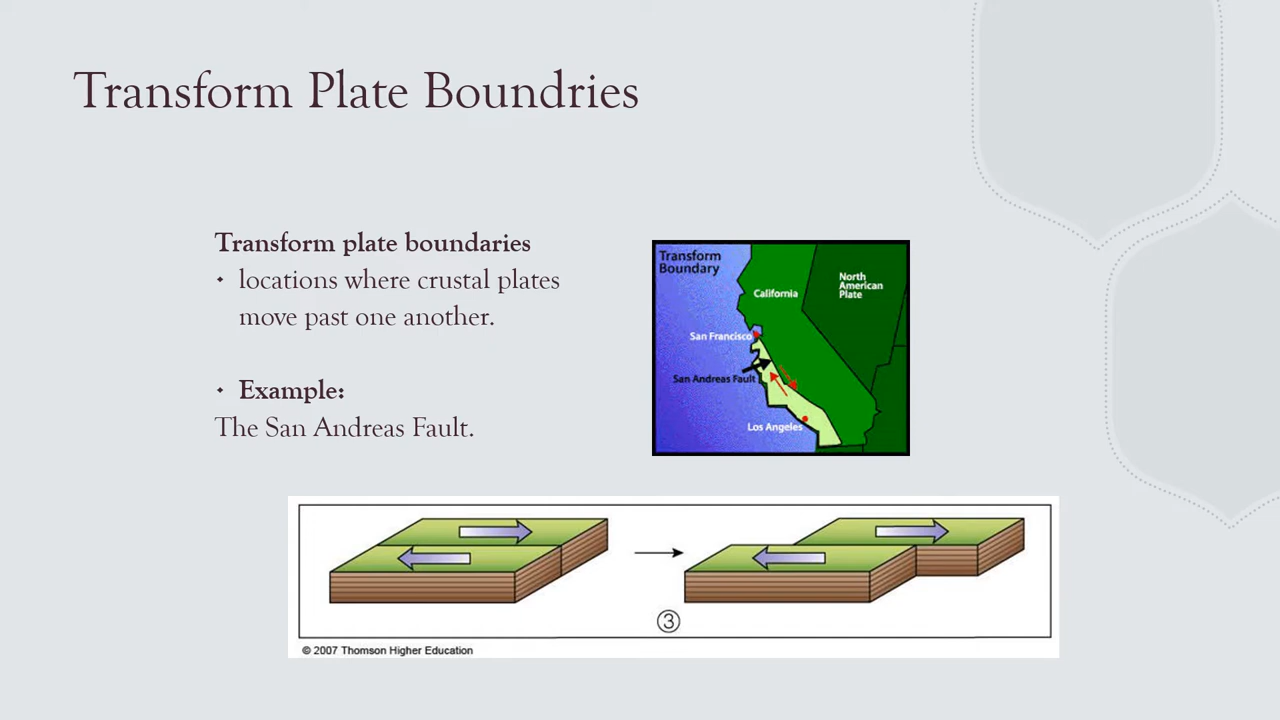 Transform Plate Boundries
Transform plate boundaries
• locations where crustal plates
move past one another.
• Example:
The San Andreas Fault.
Transform
Boundary
California
North
American
Plate
San Francisco
San Andreas Fault
Los Angeles
③
© 2007 Thomson Higher Education